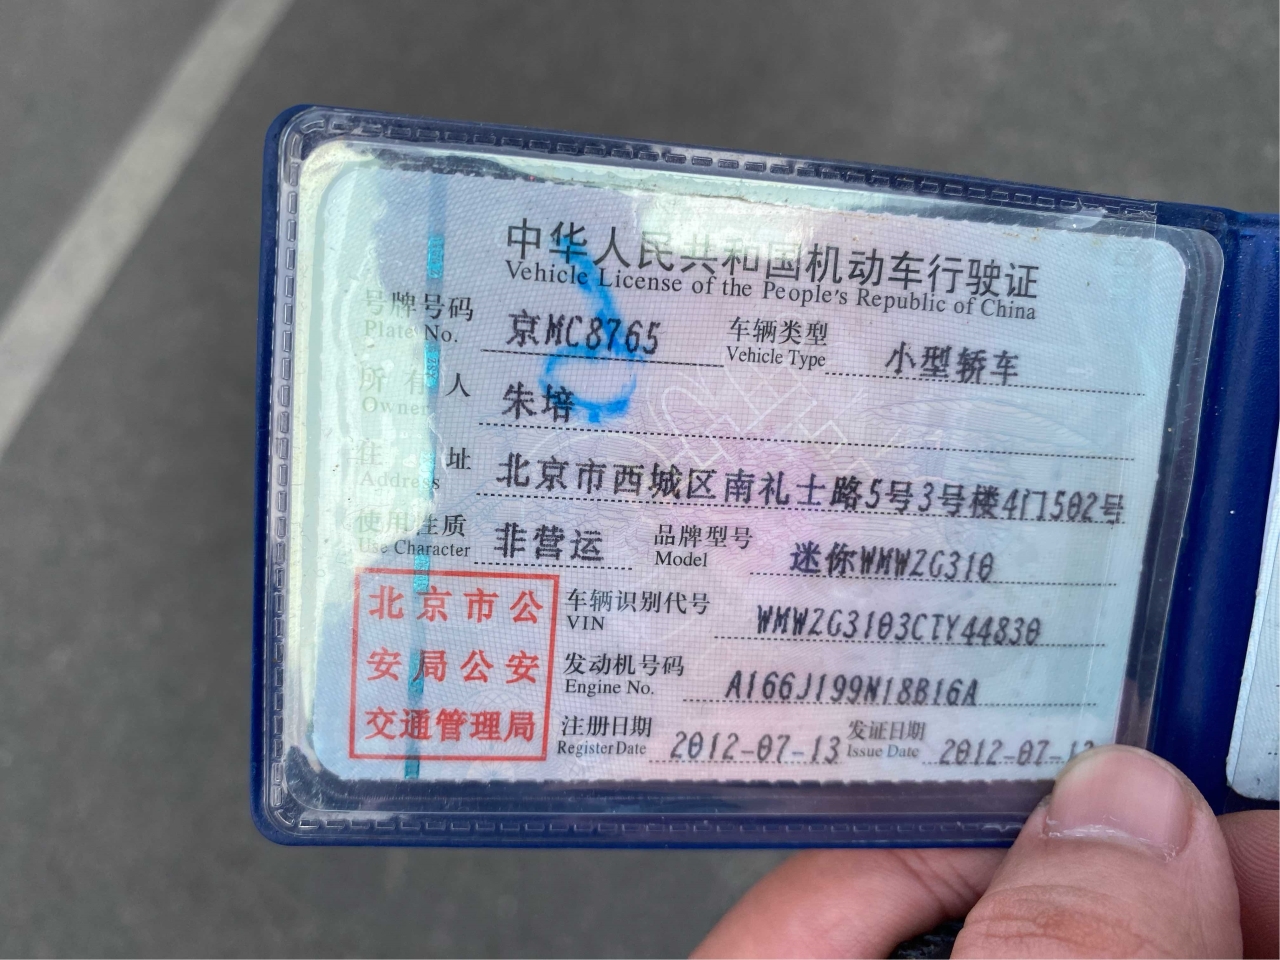 中华人民共和国机动车行驶证
Vehicle License of the People's Republic of China
号牌号码 京MC8765 车辆类型 小型轿车
Plate No. Vehicle Type
所有人 朱培
Owner
住址 北京市西城区南礼士路5号3号楼4门502号
Address
使用性质 非营运 品牌型号 迷你WMWZG310
Use Character Model
北京市公安局公安交通管理局
车辆识别代号 WMWZG3103CTY44830
VIN
发动机号码 A166J199N18B16A
Engine No.
注册日期 2012-07-13 发证日期 2012-07-
Register Date Issue Date